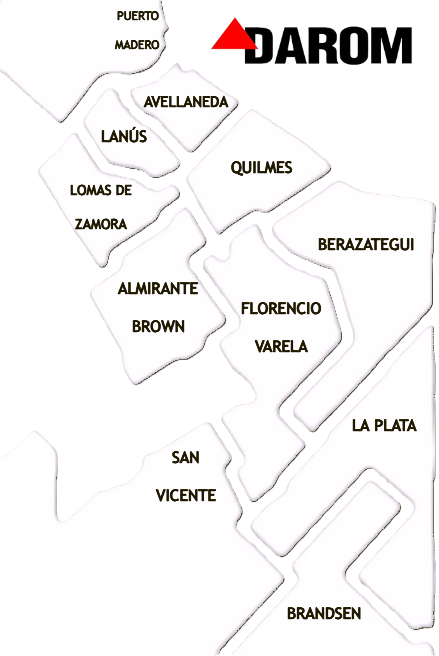 PUERTO
MADERO
DAROM
AVELLANEDA
LANÚS
QUILMES
LOMAS DE
ZAMORA
BERAZATEGUI
ALMIRANTE
BROWN
FLORENCIO
VARELA
LA PLATA
SAN
VICENTE
BRANDSEN